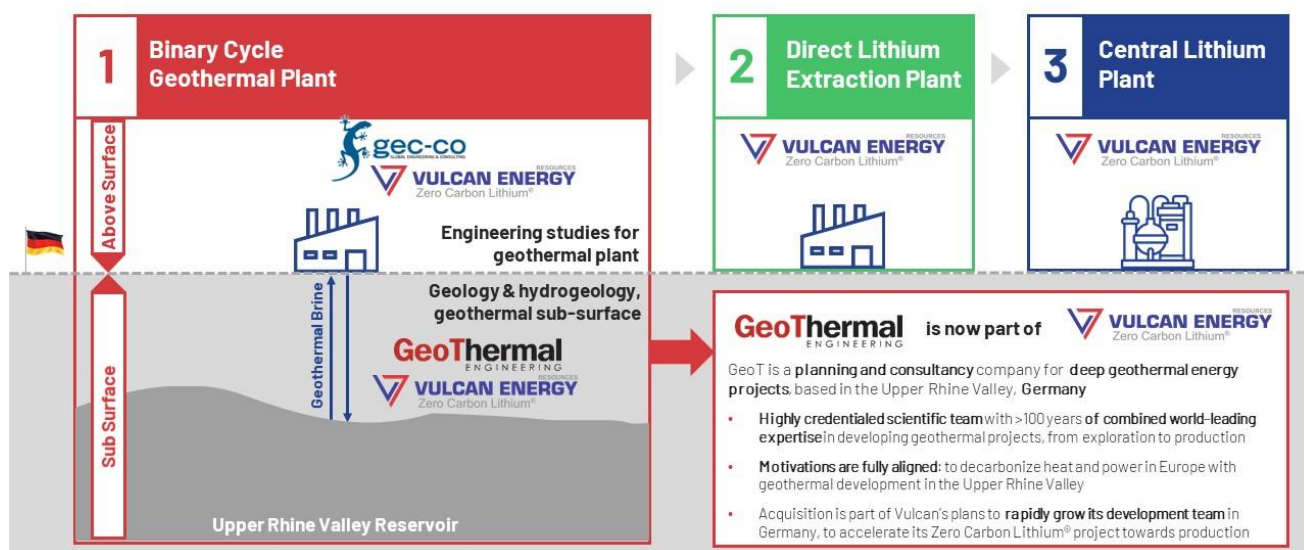 1
Binary Cycle
Geothermal Plant
2
Direct Lithium
Extraction Plant
3
Central Lithium
Plant
Above Surface
gec-co
GLOBAL ENGINEERING & CONSULTING
RESOURCES
VULCAN ENERGY
Zero Carbon Lithium®
Engineering studies for
geothermal plant
RESOURCES
VULCAN ENERGY
Zero Carbon Lithium®
RESOURCES
VULCAN ENERGY
Zero Carbon Lithium®
Sub Surface
Geothermal Brine
Geology & hydrogeology,
geothermal sub-surface
GeoThermal
ENGINEERING
VULCAN ENERGY
Zero Carbon Lithium®
Upper Rhine Valley Reservoir
GeoThermal
ENGINEERING
is now part of
RESOURCES
VULCAN ENERGY
Zero Carbon Lithium®
GeoT is a planning and consultancy company for deep geothermal energy
projects, based in the Upper Rhine Valley, Germany
• Highly credentialed scientific team with >100 years of combined world-leading
expertise in developing geothermal projects, from exploration to production
• Motivations are fully aligned: to decarbonize heat and power in Europe with
geothermal development in the Upper Rhine Valley
• Acquisition is part of Vulcan's plans to rapidly grow its development team in
Germany, to accelerate its Zero Carbon Lithium® project towards production